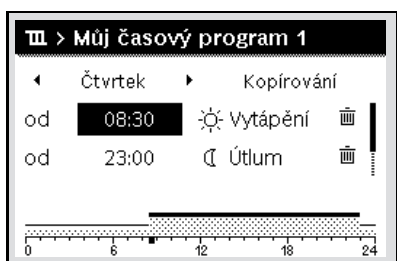 > Můj časový program 1
Čtvrtek Kopírování
od 08:30 Vytápění
od 23:00 Útlum
0 6 12 18 24